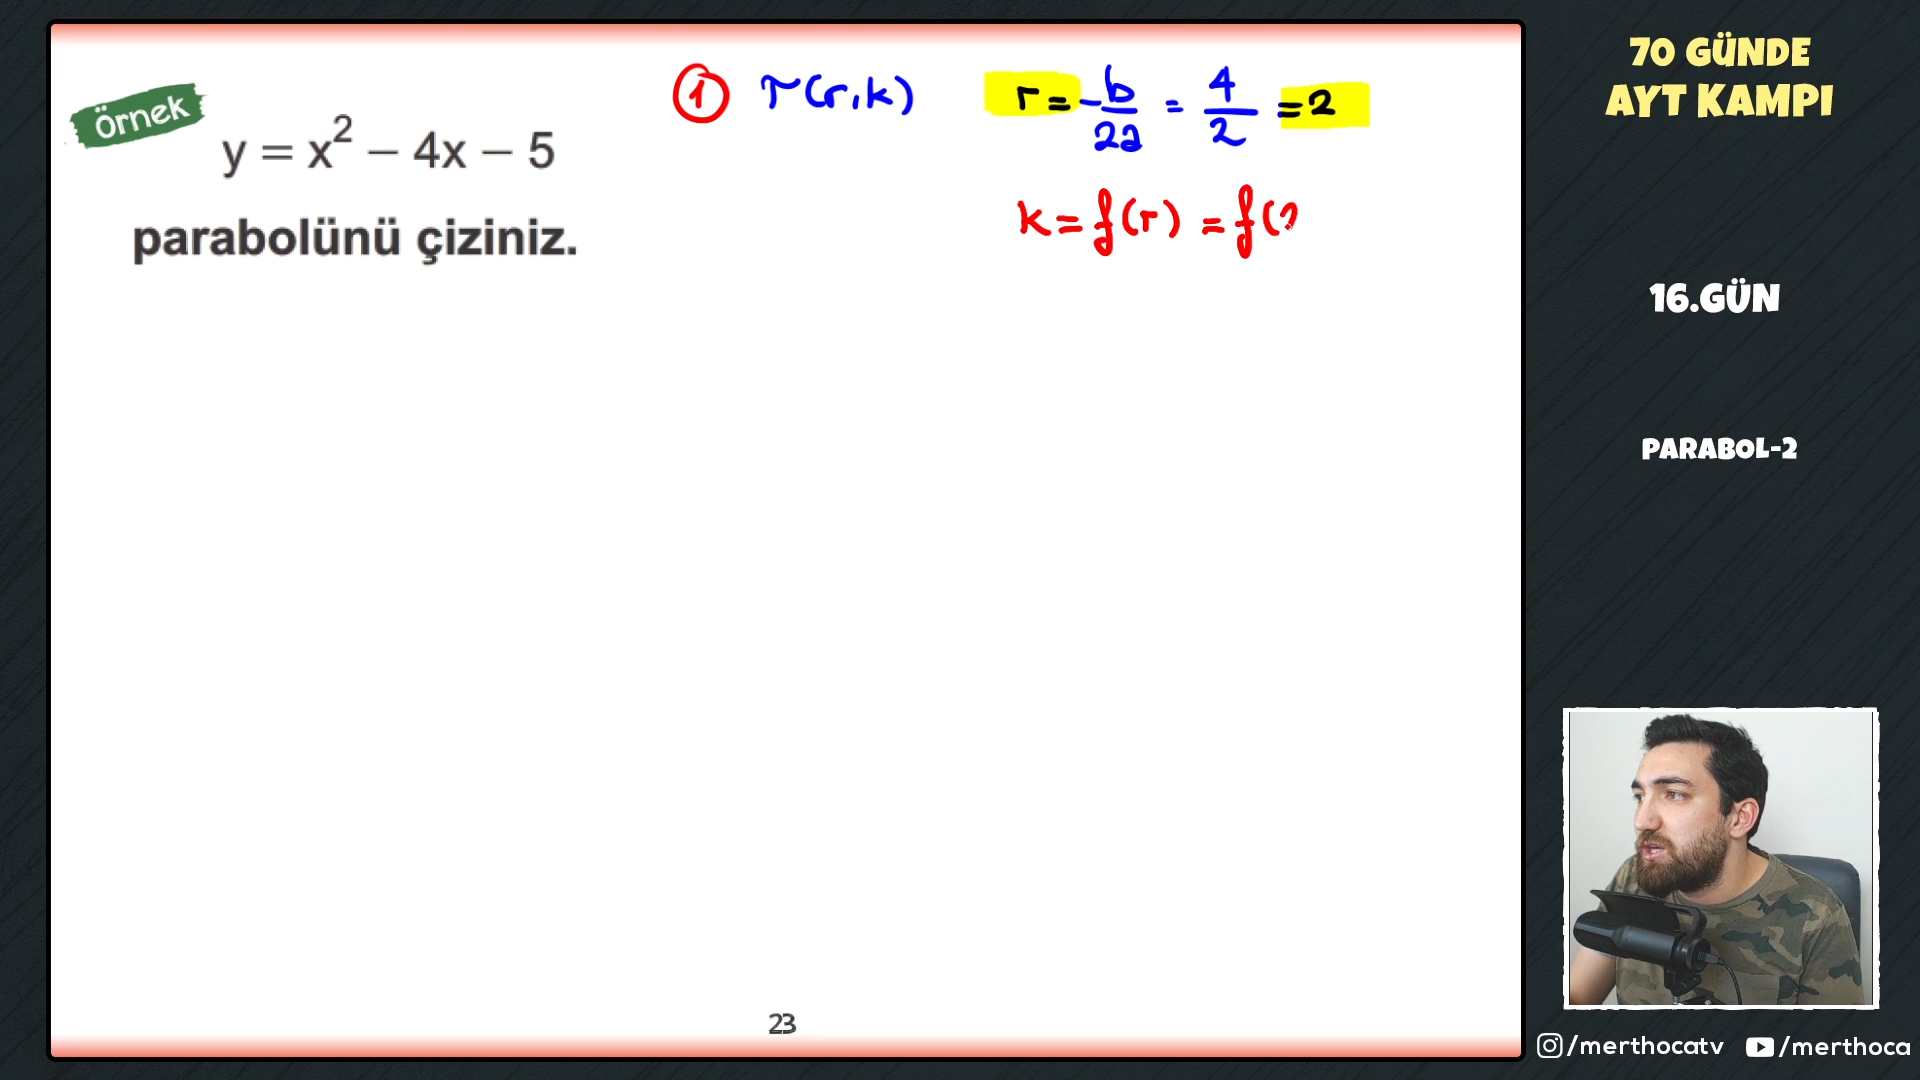 Örnek
y = x² – 4x – 5
parabolünü çiziniz.
① T(r,k) r = -b/2a = 4/2 = 2
k = f(r) = f(2
23
70 GÜNDE
AYT KAMPI
16.GÜN
PARABOL-2
/merthocatv /merthoca